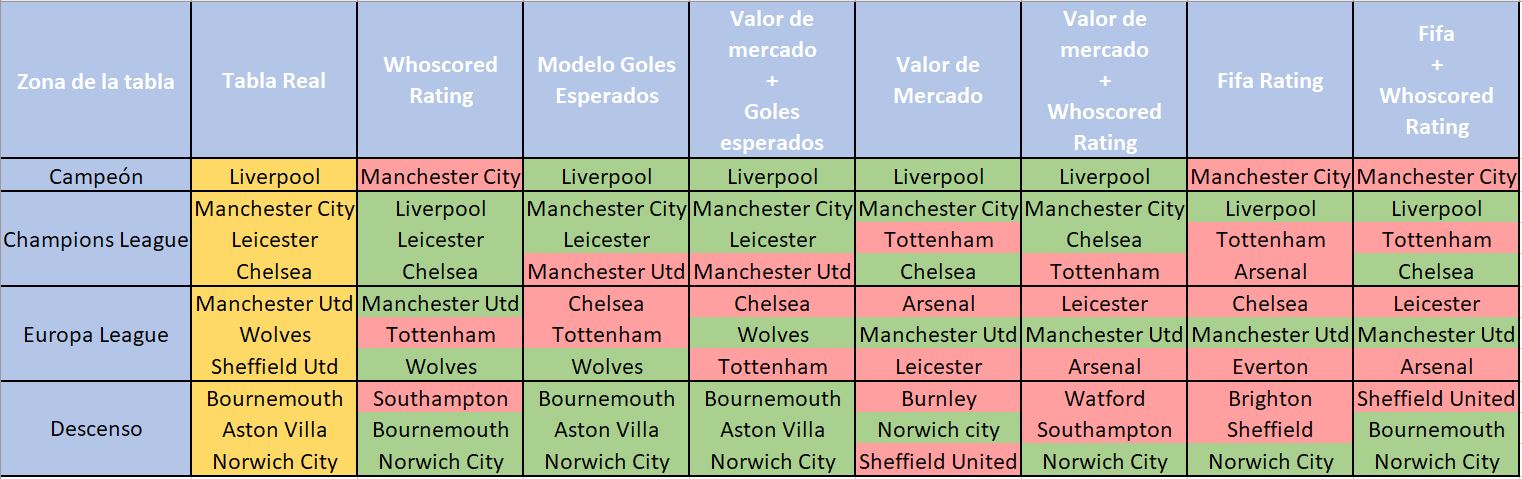 Zona de la tabla
Tabla Real
Whoscored
Rating
Modelo Goles
Esperados
Valor de
mercado
+
Goles
esperados
Valor de
Mercado
Valor de
mercado
+
Whoscored
Rating
Fifa Rating
Fifa
+
Whoscored
Rating
Campeón Liverpool Manchester City Liverpool Liverpool Liverpool Liverpool Manchester City Manchester City
Champions League
Manchester City Liverpool Manchester City Manchester City Manchester City Manchester City Liverpool Liverpool
Leicester Leicester Leicester Leicester Tottenham Chelsea Tottenham Tottenham
Chelsea Chelsea Manchester Utd Manchester Utd Chelsea Tottenham Arsenal Chelsea
Europa League
Manchester Utd Manchester Utd Chelsea Chelsea Arsenal Leicester Chelsea Leicester
Wolves Tottenham Tottenham Wolves Manchester Utd Manchester Utd Manchester Utd Manchester Utd
Sheffield Utd Wolves Wolves Tottenham Leicester Arsenal Everton Arsenal
Descenso
Bournemouth Southampton Bournemouth Bournemouth Burnley Watford Brighton Sheffield United
Aston Villa Bournemouth Aston Villa Aston Villa Norwich city Southampton Sheffield Bournemouth
Norwich City Norwich City Norwich City Norwich City Sheffield United Norwich City Norwich City Norwich City